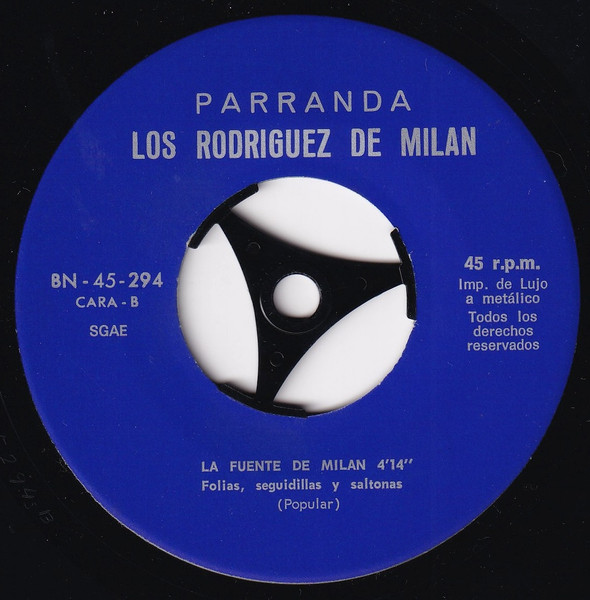 PARRANDA
LOS RODRIGUEZ DE MILAN
BN - 45 - 294
CARA - B
SGAE
45 r.p.m.
Imp. de Lujo
a metálico
Todos los
derechos
reservados
LA FUENTE DE MILAN 4'14"
Folias, seguidillas y saltonas
(Popular)